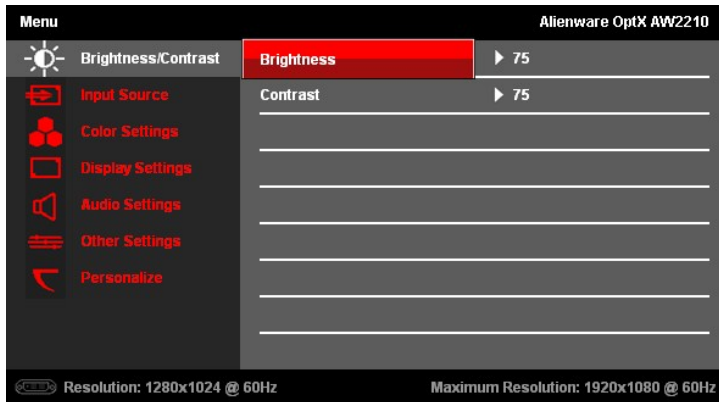 Menu Alienware OptX AW2210
Brightness/Contrast Brightness 75
Input Source Contrast 75
Color Settings
Display Settings
Audio Settings
Other Settings
Personalize
Resolution: 1280x1024 @ 60Hz Maximum Resolution: 1920x1080 @ 60Hz